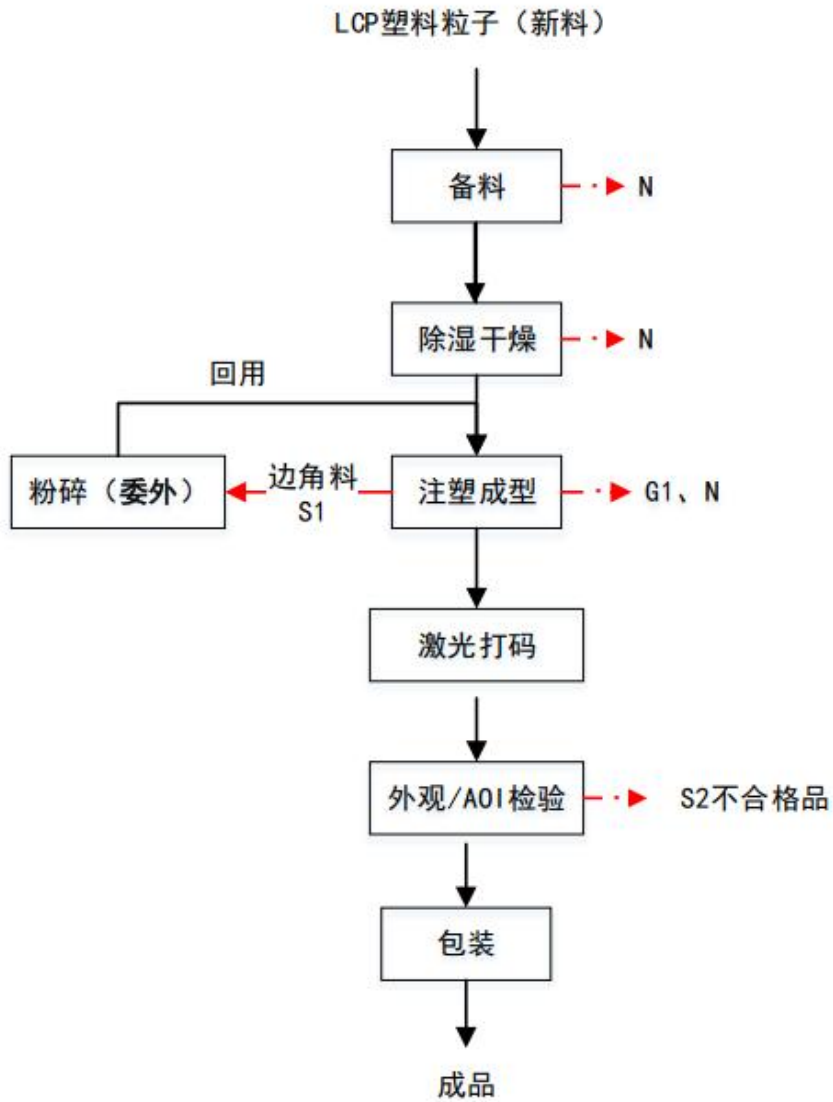 LCP塑料粒子（新料）
备料
N
除湿干燥
N
回用
粉碎（委外）
边角料
S1
注塑成型
G1、N
激光打码
外观/AOI检验
S2不合格品
包装
成品